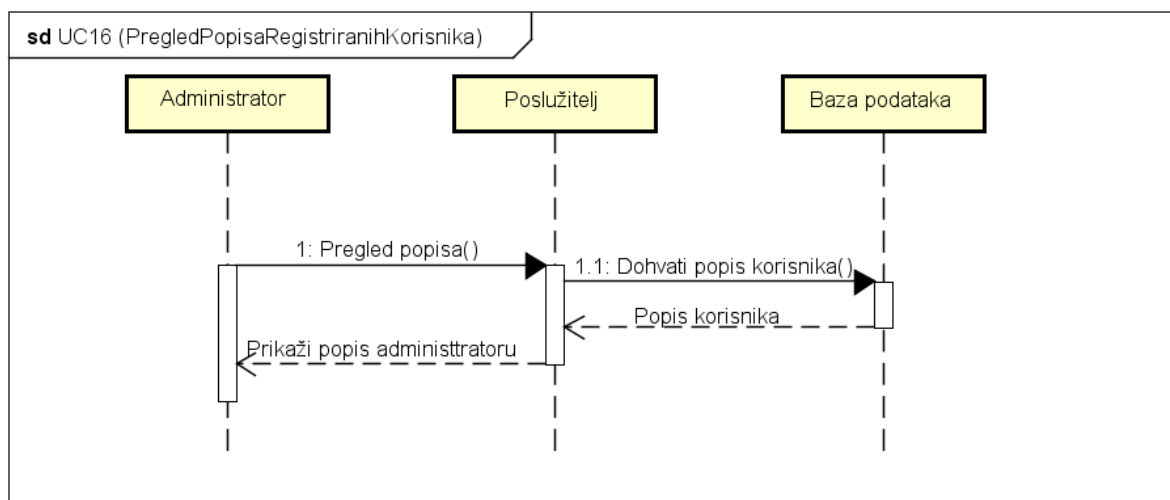 sd UC16 (PregledPopisaRegistriranihKorisnika)
Administrator
Poslužitelj
Baza podataka
1: Pregled popisa()
1.1: Dohvati popis korisnika()
Popis korisnika
Prikaži popis administtratoru